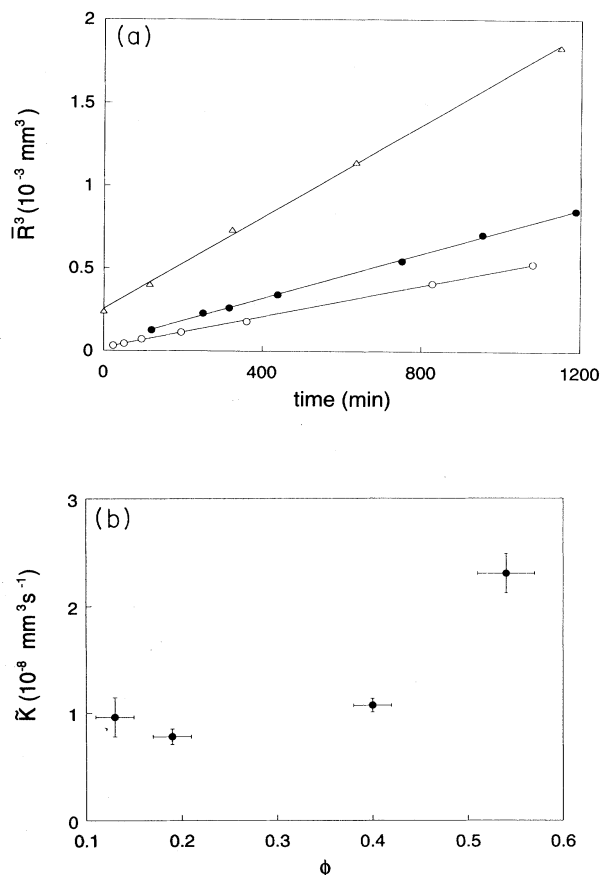 (a)
2
1.5
1
0.5
0
R̄³ (10⁻³ mm³)
0 400 800 1200
time (min)
(b)
3
2
1
0
K̃ (10⁻⁸ mm³s⁻¹)
0.1 0.2 0.3 0.4 0.5 0.6
ϕ